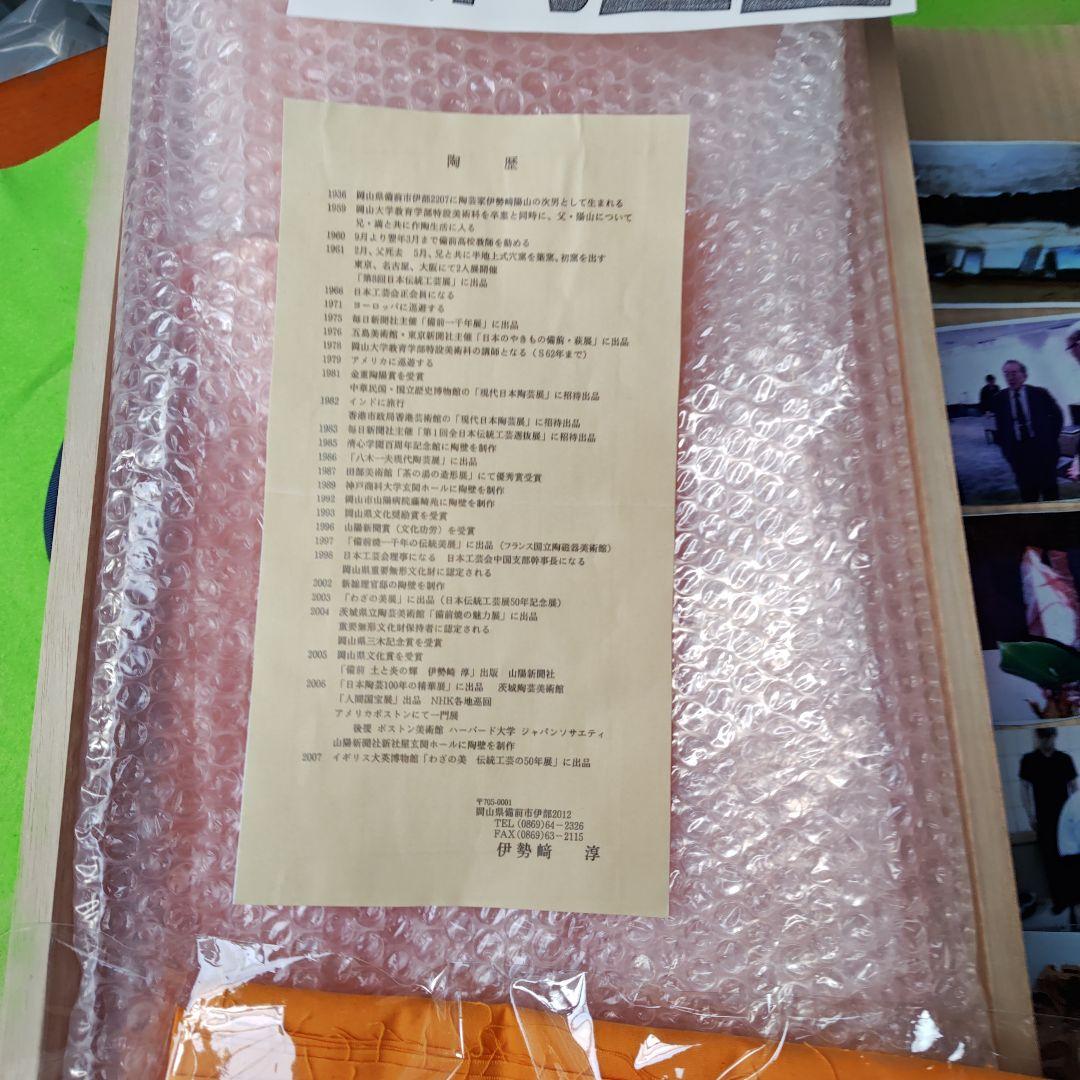 陶 歴
1936 岡山県備前市伊部2207に陶芸家伊勢﨑陽山の次男として生まれる
1959 岡山大学教育学部特設美術科を卒業と同時に、父・陽山について
兄・満と共に作陶生活に入る
1960 9月より翌年3月まで備前高校教師を勤める
1961 2月、父死去 5月、兄と共に半地上式穴窯を築窯、初窯を出す
東京、名古屋、大阪にて2人展開催
「第8回日本伝統工芸展」に出品
1966 日本工芸会正会員になる
1971 ヨーロッパに巡遊する
1975 毎日新聞社主催「備前一千年展」に出品
1976 五島美術館・東京新聞社主催「日本のやきもの備前・萩展」に出品
1978 岡山大学教育学部特設美術科の講師となる(S62年まで)
1979 アメリカに巡遊する
1981 金重陶陽賞を受賞
中華民国・国立歴史博物館の「現代日本陶芸展」に招待出品
1982 インドに旅行
香港市政局香港芸術館の「現代日本陶芸展」に招待出品
1983 毎日新聞社主催「第1回全日本伝統工芸選抜展」に招待出品
1985 清心学園百周年記念館に陶壁を制作
1986 「八木一夫現代陶芸展」に出品
1987 田部美術館「茶の湯の造形展」にて優秀賞受賞
1989 神戸商科大学玄関ホールに陶壁を制作
1992 岡山市山陽病院藤崎苑に陶壁を制作
1993 岡山県文化奨励賞を受賞
1996 山陽新聞賞(文化功労)を受賞
1997 「備前焼一千年の伝統美展」に出品(フランス国立陶磁器美術館)
1998 日本工芸会理事になる 日本工芸会中国支部幹事長になる
岡山県重要無形文化財に認定される
2002 新総理官邸の陶壁を制作
2003 「わざの美展」に出品(日本伝統工芸展50年記念展)
2004 茨城県立陶芸美術館「備前焼の魅力展」に出品
重要無形文化財保持者に認定される
岡山県三木記念賞を受賞
2005 岡山県文化賞を受賞
「備前 土と炎の輝 伊勢﨑 淳」出版 山陽新聞社
2006 「日本陶芸100年の精華展」に出品 茨城陶芸美術館
「人間国宝展」出品 NHK各地巡回
アメリカボストンにて一門展
後援 ボストン美術館 ハーバード大学 ジャパンソサエティ
山陽新聞社新社屋玄関ホールに陶壁を制作
2007 イギリス大英博物館「わざの美 伝統工芸の50年展」に出品
〒705-0001
岡山県備前市伊部2012
TEL(0869)64-2326
FAX(0869)63-2115
伊勢﨑 淳